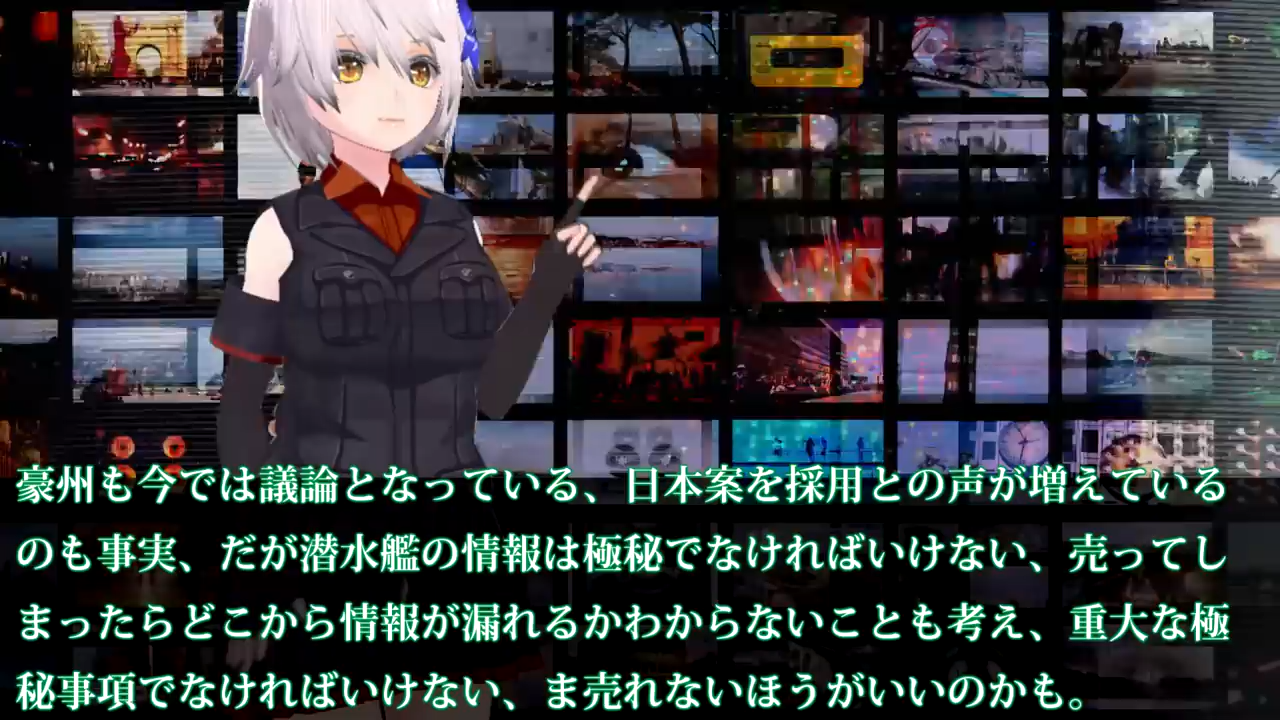 豪州も今では議論となっている、日本案を採用との声が増えている
のも事実、だが潜水艦の情報は極秘でなければいけない、売ってし
まったらどこから情報が漏れるかわからないことも考え、重大な極
秘事項でなければいけない、ま売れないほうがいいのかも。